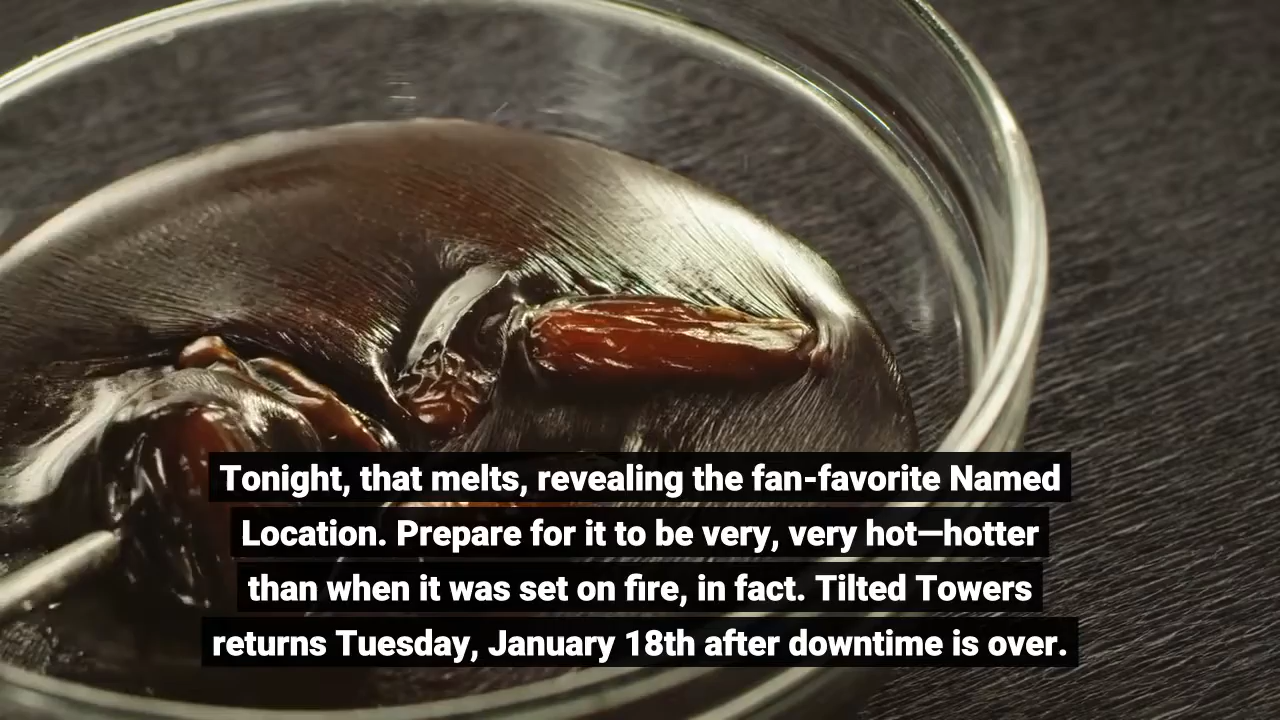 Tonight, that melts, revealing the fan-favorite Named
Location. Prepare for it to be very, very hot—hotter
than when it was set on fire, in fact. Tilted Towers
returns Tuesday, January 18th after downtime is over.